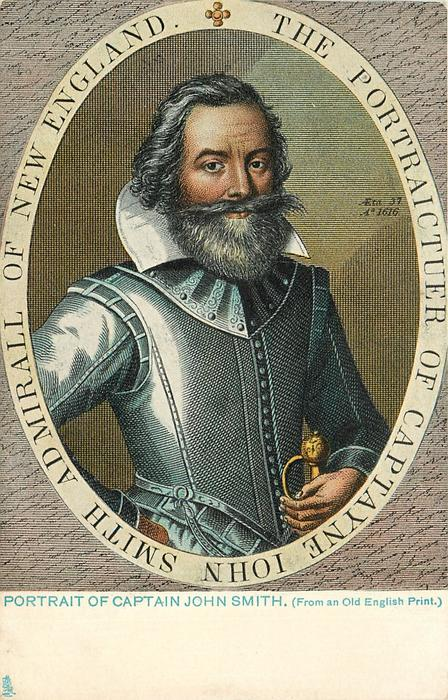 THE PORTRAICTUER OF CAPTAYNE IOHN SMITH ADMIRALL OF NEW ENGLAND.
Æta 37
Aº 1616
PORTRAIT OF CAPTAIN JOHN SMITH. (From an Old English Print.)